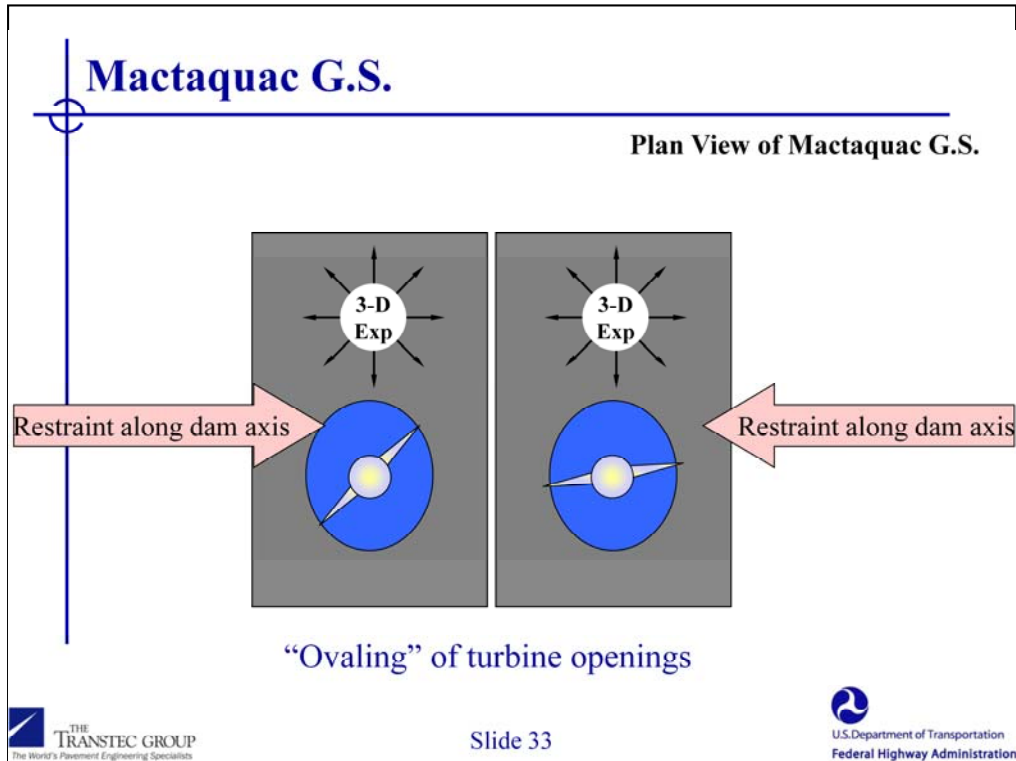 Mactaquac G.S.
Plan View of Mactaquac G.S.
3-D
Exp
3-D
Exp
Restraint along dam axis
Restraint along dam axis
“Ovaling” of turbine openings
THE
TRANSTEC GROUP
The World's Pavement Engineering Specialists
Slide 33
U.S.Department of Transportation
Federal Highway Administration